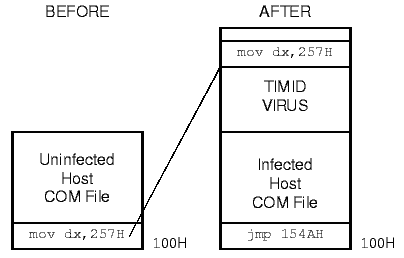 BEFORE
AFTER
mov dx,257H
TIMID
VIRUS
Uninfected
Host
COM File
Infected
Host
COM File
mov dx,257H
100H
jmp 154AH
100H